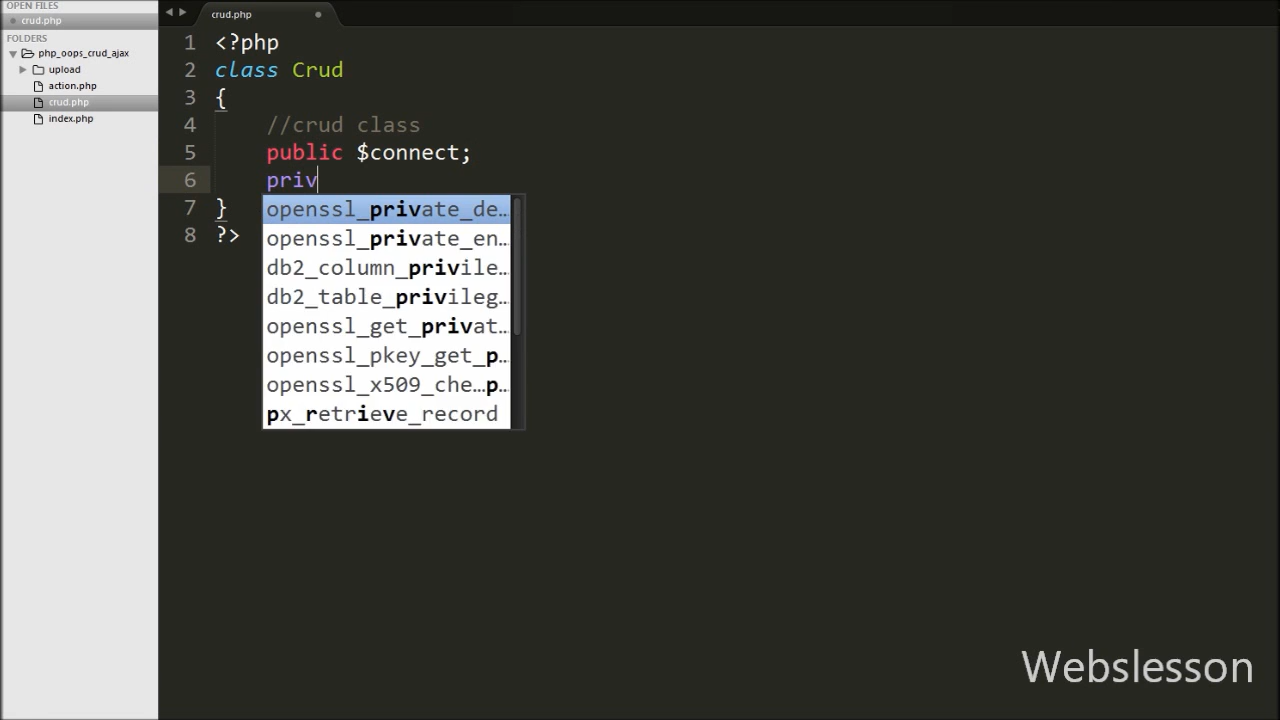 OPEN FILES
crud.php
FOLDERS
php_oops_crud_ajax
upload
action.php
crud.php
index.php
crud.php
1 <?php
2 class Crud
3 {
4 //crud class
5 public $connect;
6 priv
7 }
8 ?>
openssl_private_de…
openssl_private_en…
db2_column_privile…
db2_table_privileg…
openssl_get_privat…
openssl_pkey_get_p…
openssl_x509_che…p…
px_retrieve_record
Webslesson